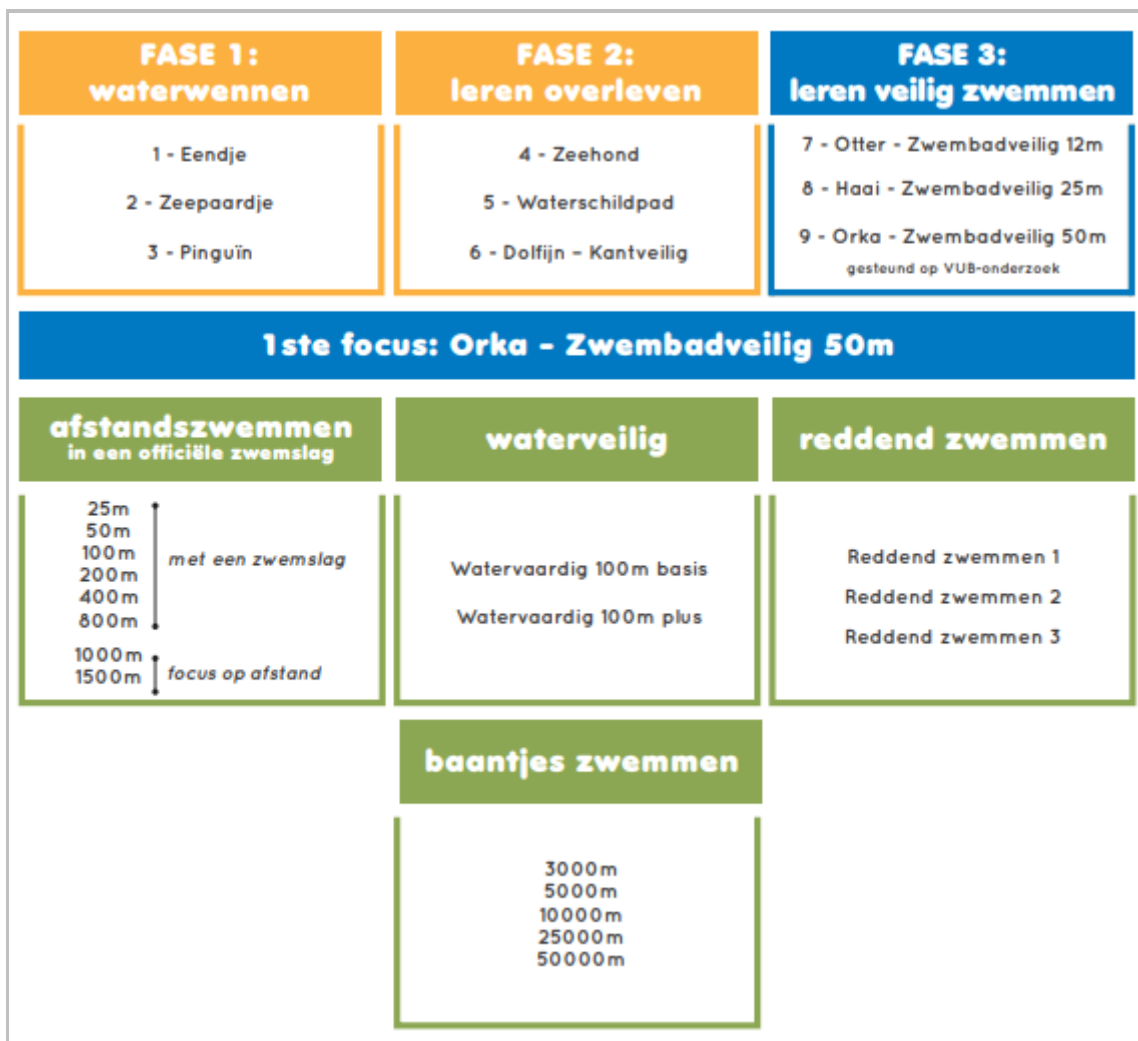 FASE 1:
waterwennen
1 - Eendje
2 - Zeepaardje
3 - Pinguïn
FASE 2:
leren overleven
4 - Zeehond
5 - Waterschildpad
6 - Dolfijn – Kantveilig
FASE 3:
leren veilig zwemmen
7 - Otter - Zwembadveilig 12m
8 - Haai - Zwembadveilig 25m
9 - Orka - Zwembadveilig 50m
gesteund op VUB-onderzoek
1ste focus: Orka - Zwembadveilig 50m
afstandszwemmen
in een officiële zwemslag
25m
50m
100m
200m
400m
800m
met een zwemslag
1000m
1500m
focus op afstand
waterveilig
Watervaardig 100m basis
Watervaardig 100m plus
reddend zwemmen
Reddend zwemmen 1
Reddend zwemmen 2
Reddend zwemmen 3
baantjes zwemmen
3000m
5000m
10000m
25000m
50000m